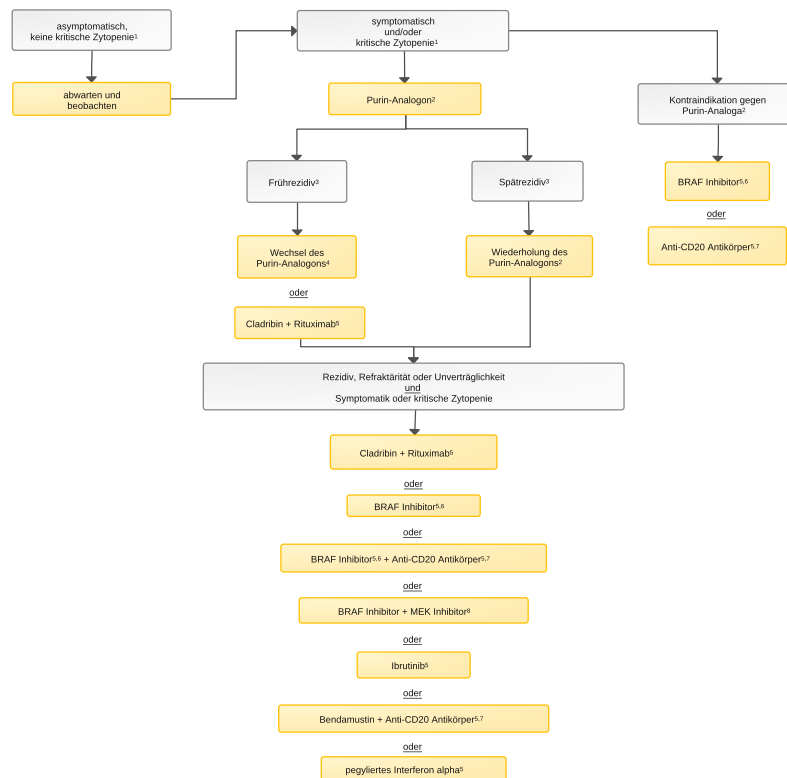 asymptomatisch,
keine kritische Zytopenie¹
abwarten und
beobachten
symptomatisch
und/oder
kritische Zytopenie¹
Purin-Analogon²
Kontraindikation gegen
Purin-Analoga²
BRAF Inhibitor⁵,⁶
oder
Anti-CD20 Antikörper⁵,⁷
Frührezidiv³
Spätrezidiv³
Wechsel des
Purin-Analogons⁴
oder
Cladribin + Rituximab⁵
Wiederholung des
Purin-Analogons²
Rezidiv, Refraktärität oder Unverträglichkeit
und
Symptomatik oder kritische Zytopenie
Cladribin + Rituximab⁵
oder
BRAF Inhibitor⁵,⁶
oder
BRAF Inhibitor⁵,⁶ + Anti-CD20 Antikörper⁵,⁷
oder
BRAF Inhibitor + MEK Inhibitor⁸
oder
Ibrutinib⁵
oder
Bendamustin + Anti-CD20 Antikörper⁵,⁷
oder
pegyliertes Interferon alpha⁵